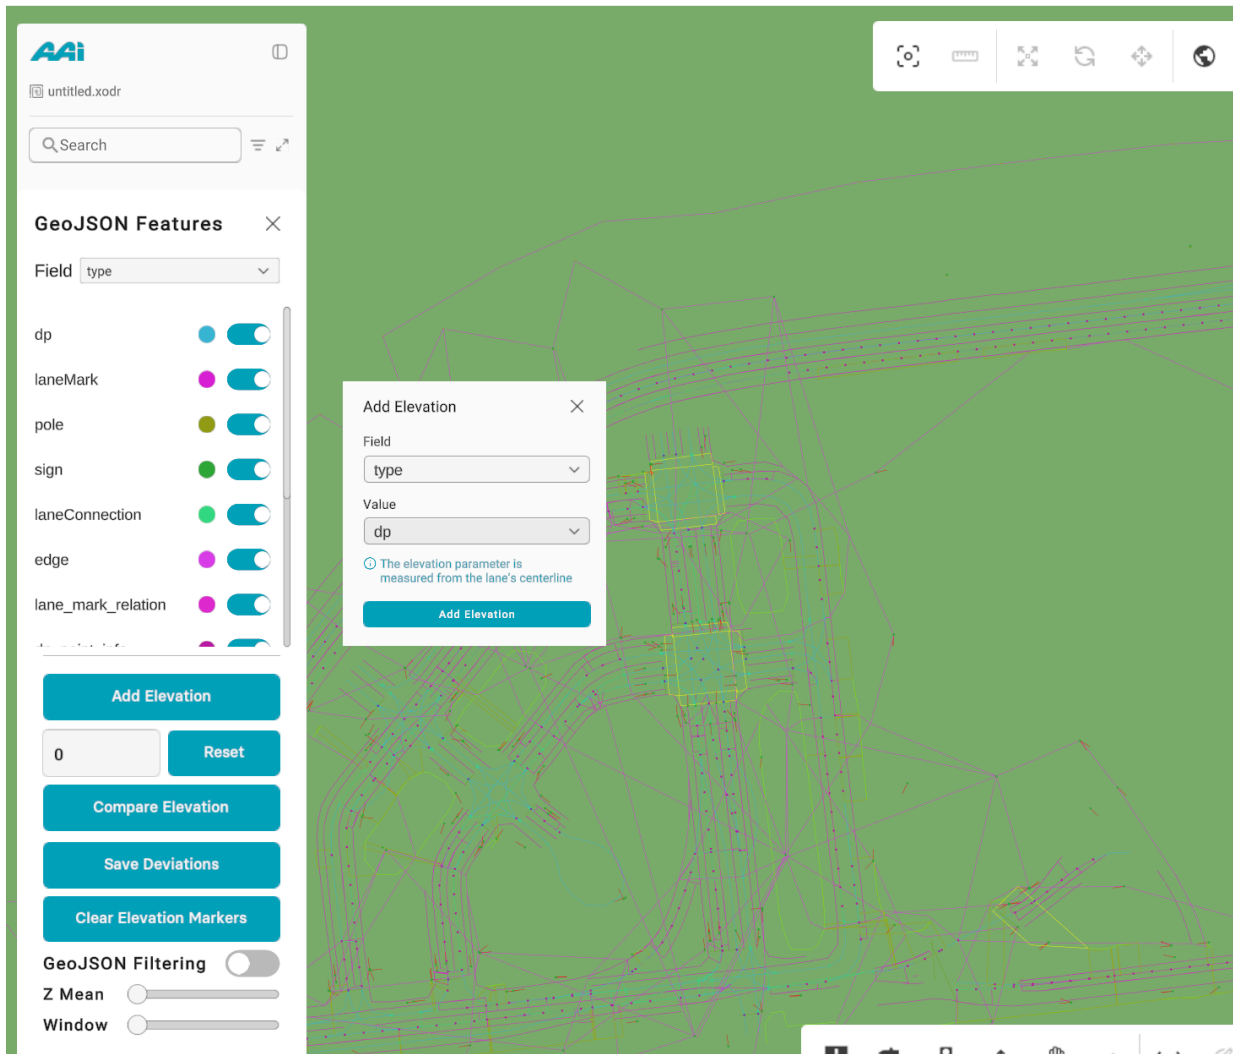 AAi
untitled.xodr
Search
GeoJSON Features
Field type
dp
laneMark
pole
sign
laneConnection
edge
lane_mark_relation
Add Elevation
0 Reset
Compare Elevation
Save Deviations
Clear Elevation Markers
GeoJSON Filtering
Z Mean
Window
Add Elevation
Field
type
Value
dp
The elevation parameter is
measured from the lane's centerline
Add Elevation